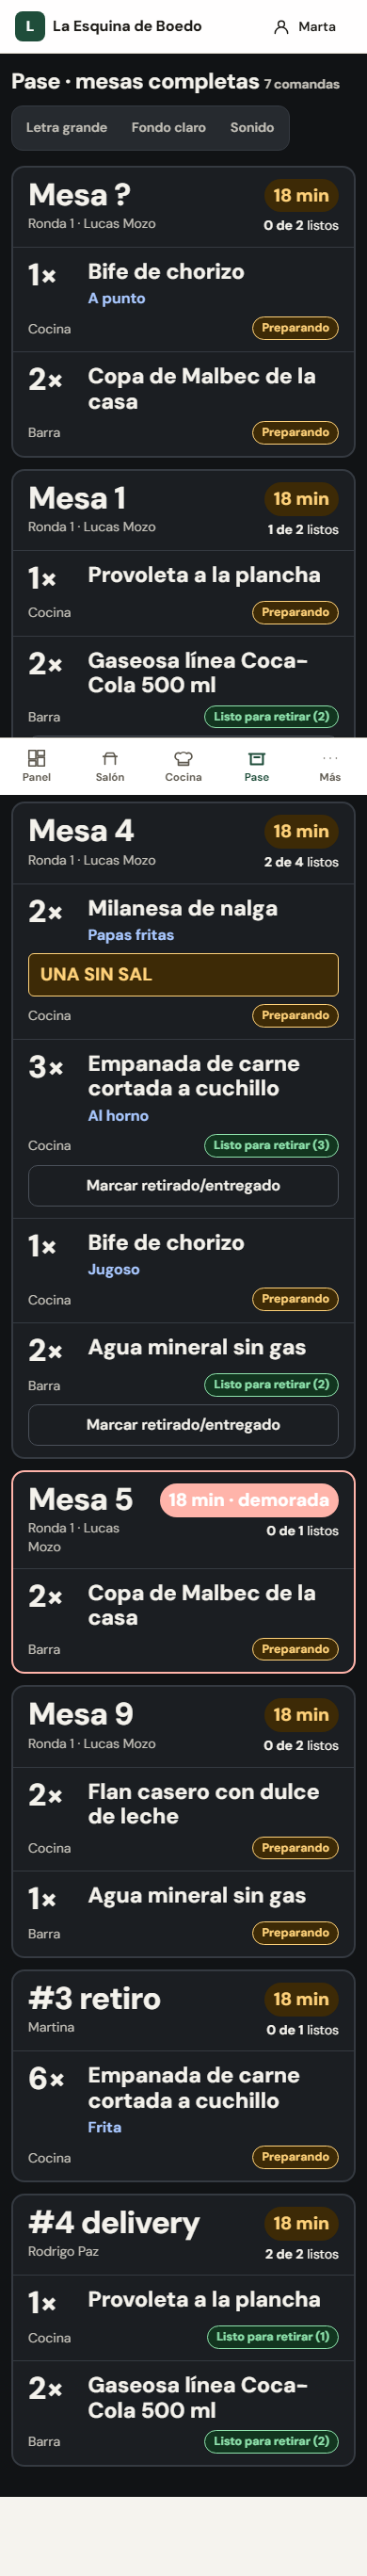 L La Esquina de Boedo Marta
Pase · mesas completas 7 comandas
Letra grande Fondo claro Sonido
Mesa ? 18 min
Ronda 1 · Lucas Mozo 0 de 2 listos
1× Bife de chorizo
A punto
Cocina Preparando
2× Copa de Malbec de la
casa
Barra Preparando
Mesa 1 18 min
Ronda 1 · Lucas Mozo 1 de 2 listos
1× Provoleta a la plancha
Cocina Preparando
2× Gaseosa línea Coca-
Cola 500 ml
Barra Listo para retirar (2)
Panel Salón Cocina Pase Más
Mesa 4 18 min
Ronda 1 · Lucas Mozo 2 de 4 listos
2× Milanesa de nalga
Papas fritas
UNA SIN SAL
Cocina Preparando
3× Empanada de carne
cortada a cuchillo
Al horno
Cocina Listo para retirar (3)
Marcar retirado/entregado
1× Bife de chorizo
Jugoso
Cocina Preparando
2× Agua mineral sin gas
Barra Listo para retirar (2)
Marcar retirado/entregado
Mesa 5 18 min · demorada
Ronda 1 · Lucas 0 de 1 listos
Mozo
2× Copa de Malbec de la
casa
Barra Preparando
Mesa 9 18 min
Ronda 1 · Lucas Mozo 0 de 2 listos
2× Flan casero con dulce
de leche
Cocina Preparando
1× Agua mineral sin gas
Barra Preparando
#3 retiro 18 min
Martina 0 de 1 listos
6× Empanada de carne
cortada a cuchillo
Frita
Cocina Preparando
#4 delivery 18 min
Rodrigo Paz 2 de 2 listos
1× Provoleta a la plancha
Cocina Listo para retirar (1)
2× Gaseosa línea Coca-
Cola 500 ml
Barra Listo para retirar (2)